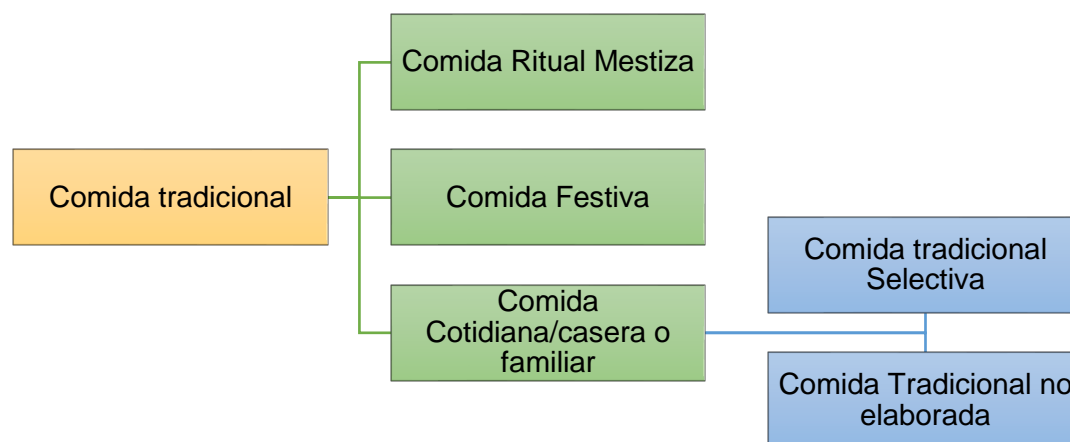 Comida Ritual Mestiza
Comida tradicional
Comida Festiva
Comida tradicional
Selectiva
Comida
Cotidiana/casera o
familiar
Comida Tradicional no
elaborada